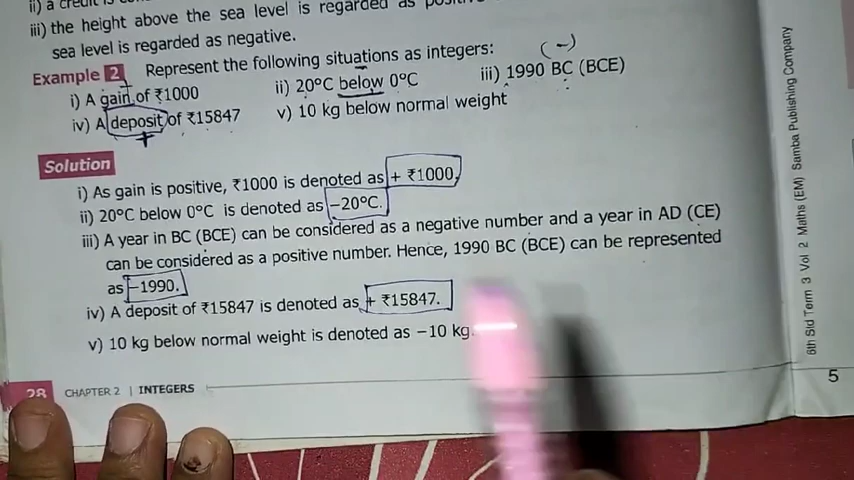 ii) a credit is
iii) the height above the sea level is regarded as positive
sea level is regarded as negative.
Example 2 Represent the following situations as integers:
(−)
i) A gain of ₹1000 ii) 20°C below 0°C iii) 1990 BC (BCE)
+
iv) A deposit of ₹15847 v) 10 kg below normal weight
+
Solution
i) As gain is positive, ₹1000 is denoted as + ₹1000.
ii) 20°C below 0°C is denoted as −20°C.
iii) A year in BC (BCE) can be considered as a negative number and a year in AD (CE)
can be considered as a positive number. Hence, 1990 BC (BCE) can be represented
as −1990.
iv) A deposit of ₹15847 is denoted as + ₹15847.
v) 10 kg below normal weight is denoted as −10 kg.
28 CHAPTER 2 | INTEGERS
6th Std Term 3 Vol 2 Maths (EM) Samba Publishing Company
5